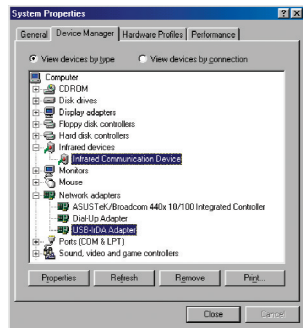 System Properties
General Device Manager Hardware Profiles Performance
View devices by type View devices by connection
Computer
CDROM
Disk drives
Display adapters
Floppy disk controllers
Hard disk controllers
Infrared devices
Infrared Communication Device
Monitors
Mouse
Network adapters
ASUSTeK/Broadcom 440x 10/100 Integrated Controller
Dial-Up Adapter
USB-IrDA Adapter
Ports (COM & LPT)
Sound, video and game controllers
Properties Refresh Remove Print...
Close Cancel